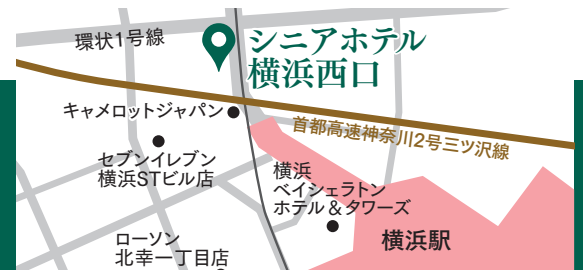 環状1号線
シニアホテル
横浜西口
キャメロットジャパン
首都高速神奈川2号三ツ沢線
セブンイレブン
横浜STビル店
横浜
ベイシェラトン
ホテル＆タワーズ
横浜駅
ローソン
北幸一丁目店